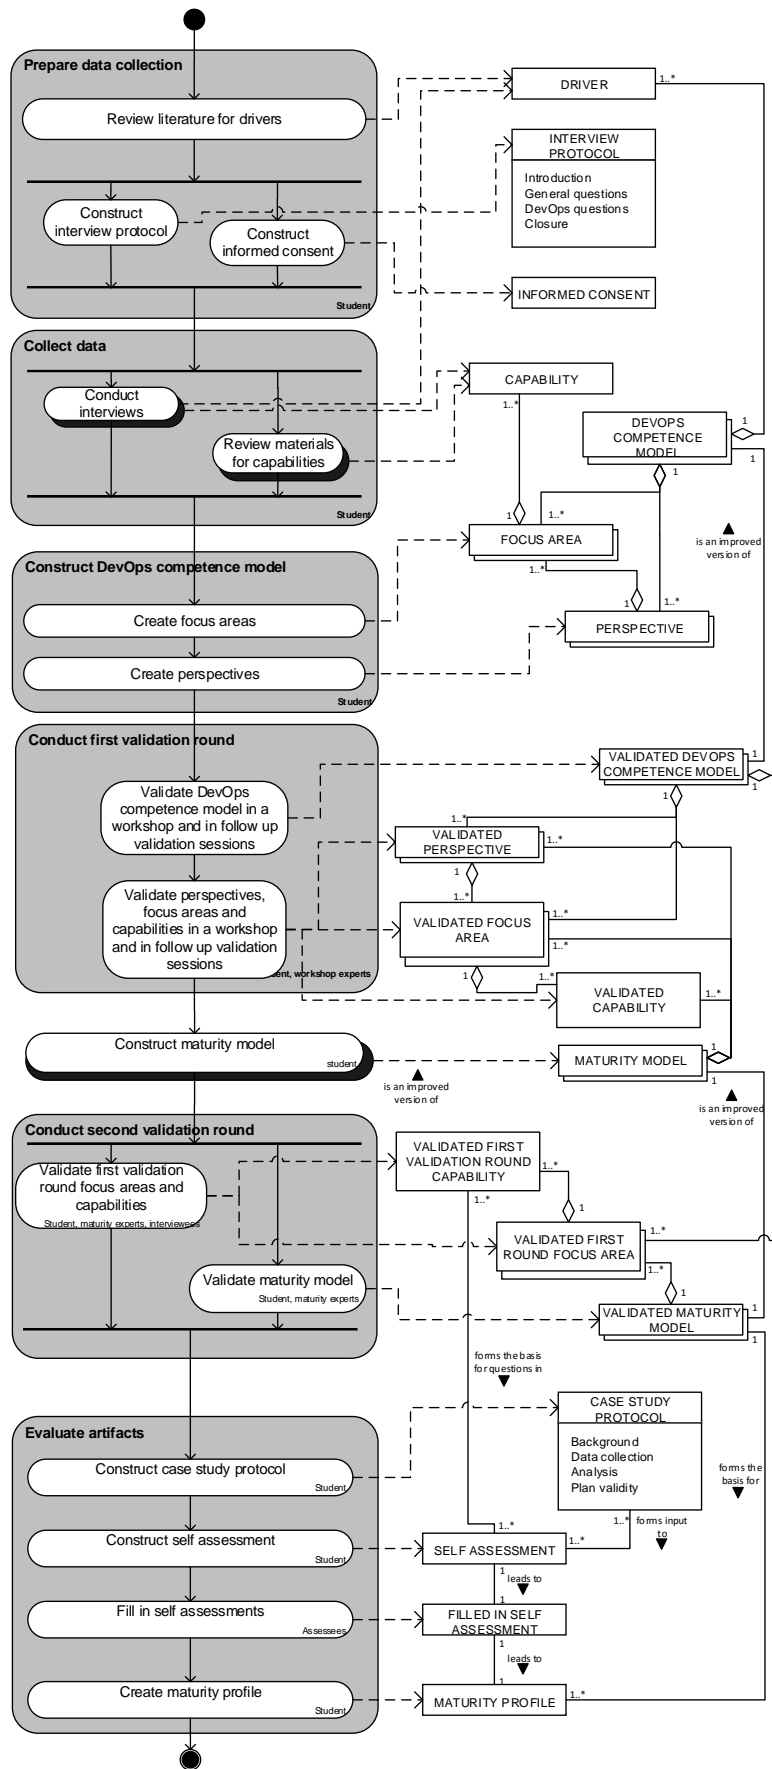 Prepare data collection
Review literature for drivers
Construct
interview protocol
Construct
informed consent
Student
DRIVER
1..*
INTERVIEW
PROTOCOL
Introduction
General questions
DevOps questions
Closure
INFORMED CONSENT
Collect data
Conduct
interviews
Review materials
for capabilities
Student
CAPABILITY
1..*
DEVOPS
COMPETENCE
MODEL
1
1
1
1..*
1
FOCUS AREA
1..*
is an improved
version of
1
1..*
PERSPECTIVE
Construct DevOps competence model
Create focus areas
Create perspectives
Student
Conduct first validation round
Validate DevOps
competence model in a
workshop and in follow up
validation sessions
Validate perspectives,
focus areas and
capabilities in a workshop
and in follow up validation
sessions
workshop experts
VALIDATED DEVOPS
COMPETENCE MODEL
1
1
1
1..*
VALIDATED
PERSPECTIVE
1..*
1
1..*
VALIDATED FOCUS
AREA
1..*
1..*
1
1..*
VALIDATED
CAPABILITY
1..*
Construct maturity model
student
MATURITY MODEL
1
1
is an improved
version of
is an improved
version of
Conduct second validation round
Validate first validation
round focus areas and
capabilities
Student, maturity experts, interviewees
Validate maturity model
Student, maturity experts
VALIDATED FIRST
VALIDATION ROUND
CAPABILITY
1..*
1..*
1
VALIDATED FIRST
ROUND FOCUS AREA
1..*
1..*
1
VALIDATED MATURITY
MODEL
1
1
forms the basis
for questions in
Evaluate artifacts
Construct case study protocol
Student
Construct self assessment
Student
Fill in self assessments
Assessees
Create maturity profile
Student
CASE STUDY
PROTOCOL
Background
Data collection
Analysis
Plan validity
forms the
basis for
1..*
forms input
to
1..*
SELF ASSESSMENT
1..*
1
leads to
1
FILLED IN SELF
ASSESSMENT
1
leads to
1
MATURITY PROFILE
1..*